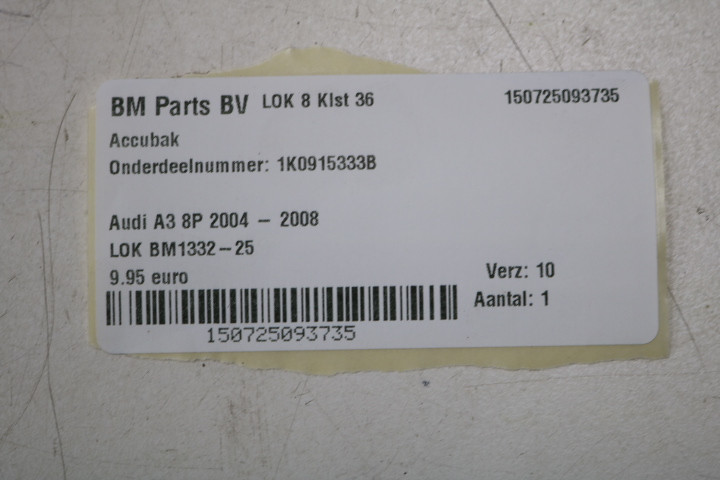 BM Parts BV LOK 8 Klst 36 150725093735
Accubak
Onderdeelnummer: 1K0915333B
Audi A3 8P 2004 – 2008
LOK BM1332–25
9.95 euro Verz: 10
Aantal: 1
150725093735